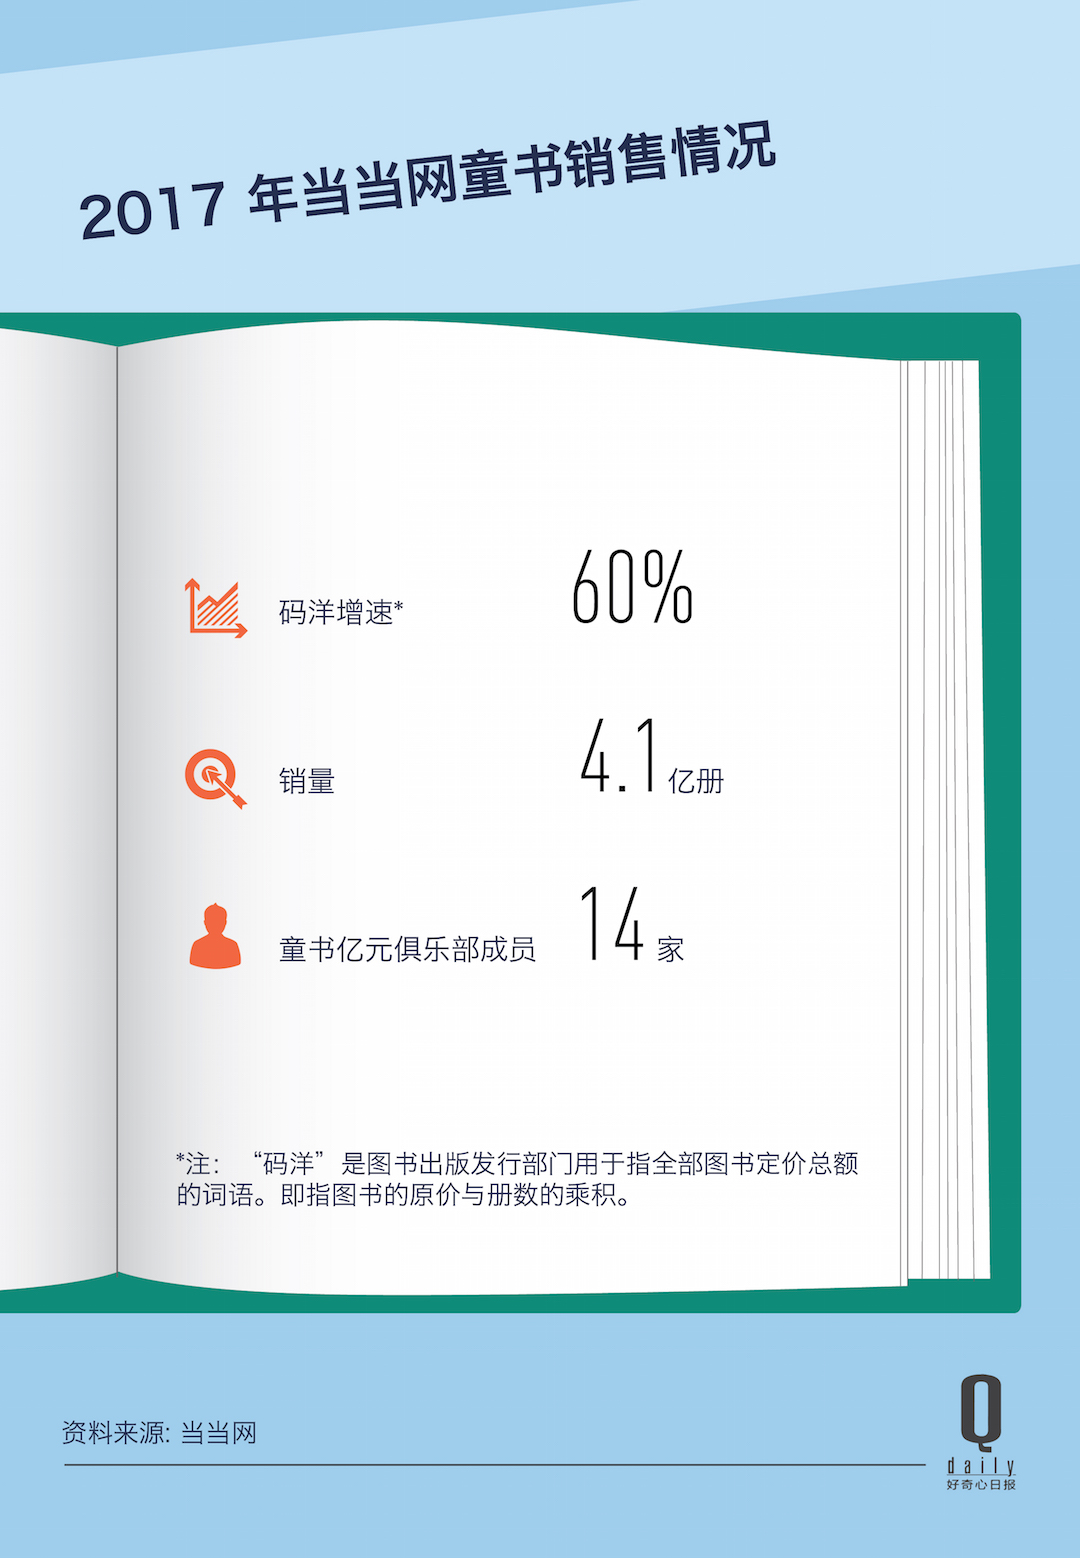 2017 年当当网童书销售情况
码洋增速* 60%
销量 4.1 亿册
童书亿元俱乐部成员 14 家
*注： “码洋” 是图书出版发行部门用于指全部图书定价总额
的词语。即指图书的原价与册数的乘积。
资料来源: 当当网
Q
daily
好奇心日报